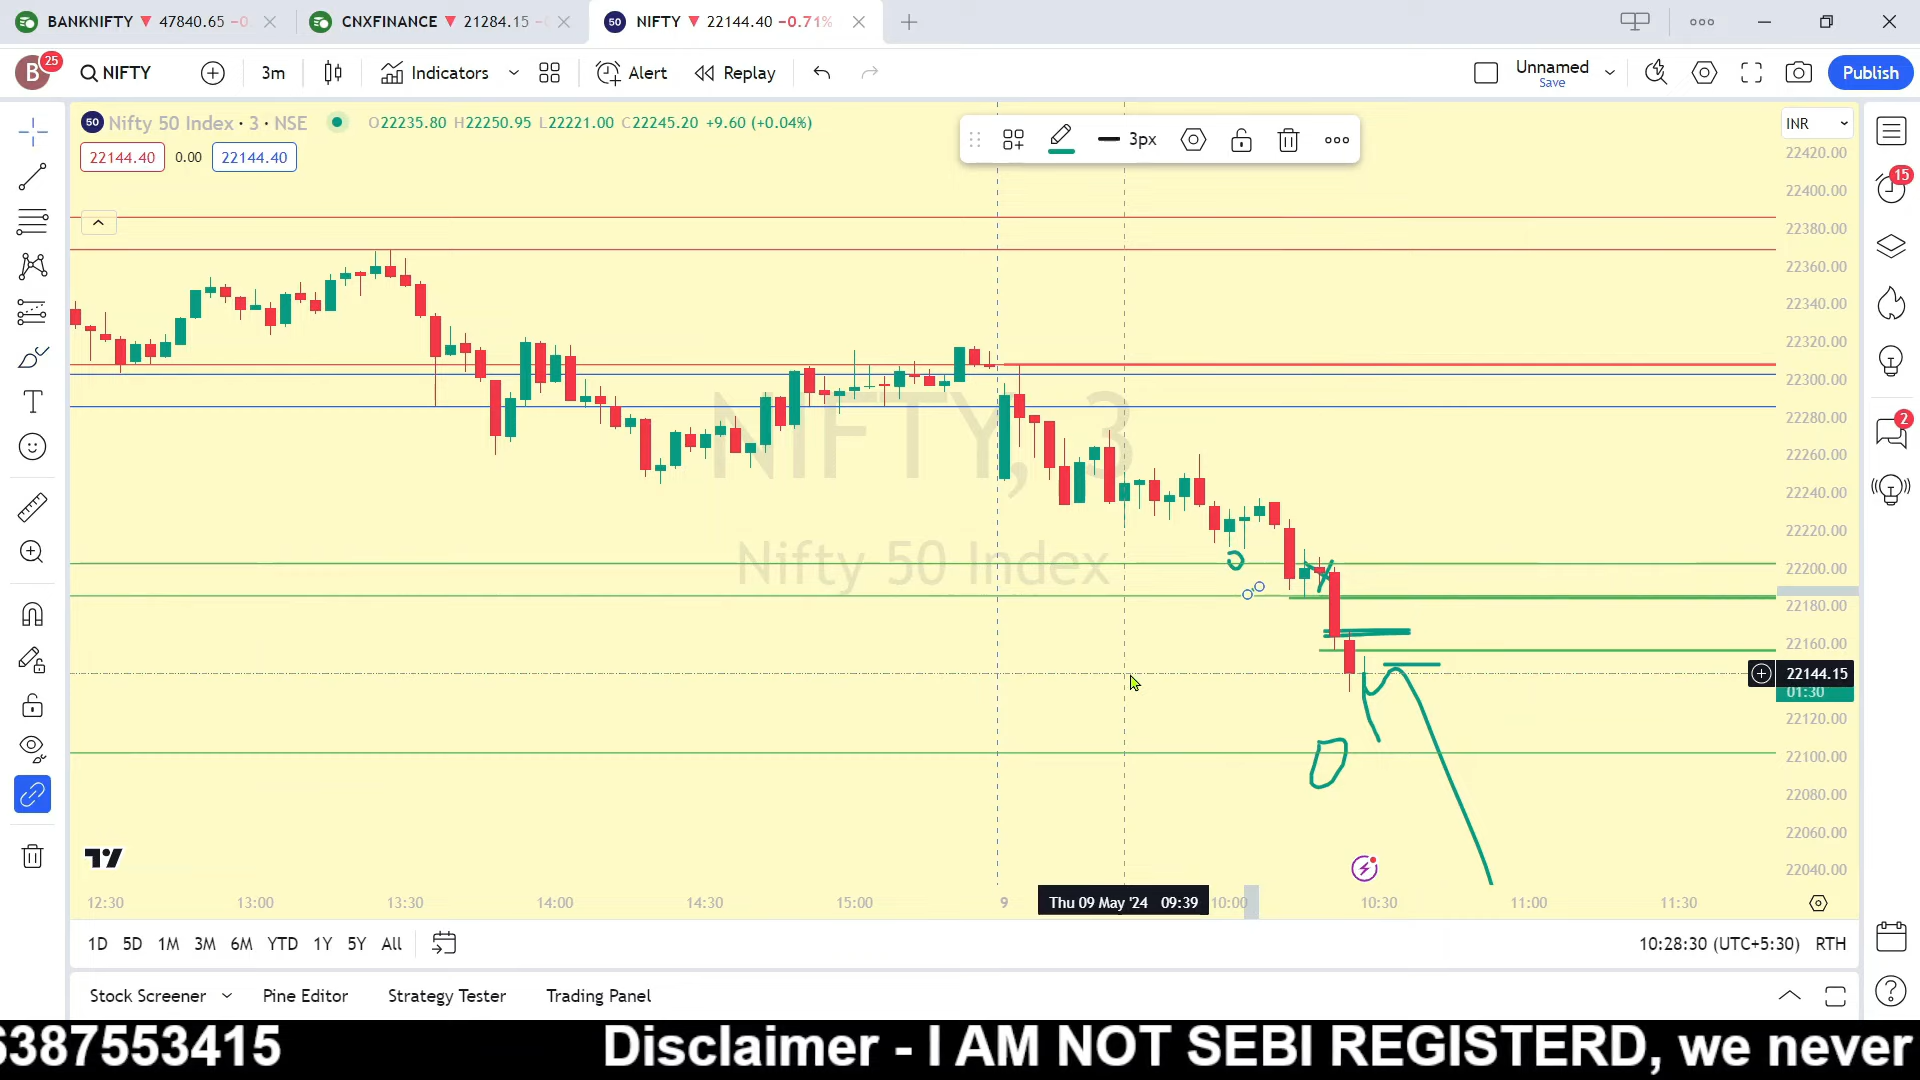 BANKNIFTY ▼ 47840.65 −0
CNXFINANCE ▼ 21284.15 −
50 NIFTY ▼ 22144.40 −0.71%
B 25 NIFTY 3m Indicators Alert Replay Unnamed Save Publish
50 Nifty 50 Index · 3 · NSE O22235.80 H22250.95 L22221.00 C22245.20 +9.60 (+0.04%)
22144.40 0.00 22144.40
3px
INR
22420.00
22400.00
22380.00
22360.00
22340.00
22320.00
22300.00
22280.00
22260.00
22240.00
22220.00
22200.00
22180.00
22160.00
22144.15
01:30
22120.00
22100.00
22080.00
22060.00
22040.00
NIFTY, 3
Nifty 50 Index
15
2
12:30 13:00 13:30 14:00 14:30 15:00 9 Thu 09 May '24 09:39 10:00 10:30 11:00 11:30
1D 5D 1M 3M 6M YTD 1Y 5Y All 10:28:30 (UTC+5:30) RTH
Stock Screener Pine Editor Strategy Tester Trading Panel
6387553415 Disclaimer - I AM NOT SEBI REGISTERD, we never